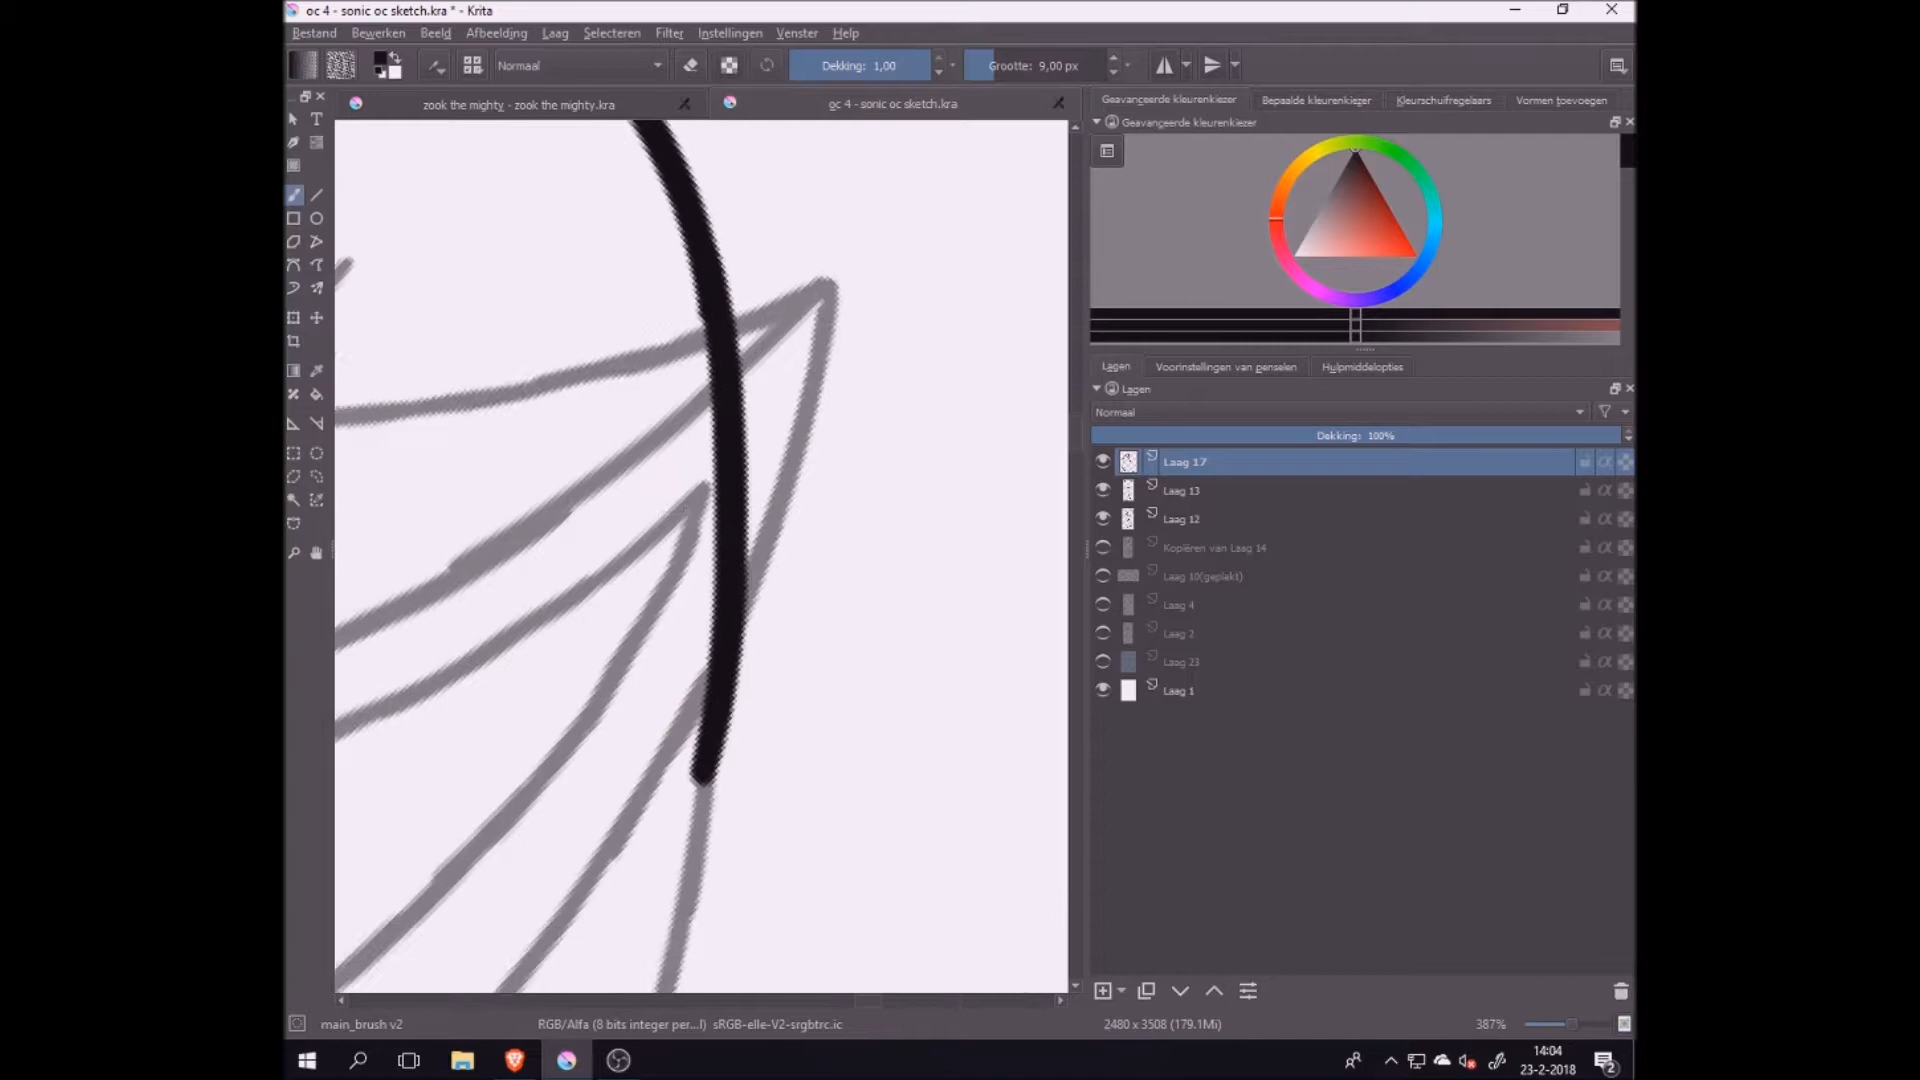 oc 4 - sonic oc sketch.kra * - Krita
Bestand Bewerken Beeld Afbeelding Laag Selecteren Filter Instellingen Venster Help
Normaal Dekking: 1,00 Grootte: 9,00 px
zook the mighty - zook the mighty.kra oc 4 - sonic oc sketch.kra
Geavanceerde kleurenkiezer Bepaalde kleurenkiezer Kleurschuifregelaars Vormen toevoegen
Geavanceerde kleurenkiezer
Lagen Voorinstellingen van penselen Hulpmiddelopties
Lagen
Normaal
Dekking: 100%
Laag 17
Laag 13
Laag 12
Kopiëren van Laag 14
Laag 10(geplakt)
Laag 4
Laag 2
Laag 23
Laag 1
main_brush v2 RGB/Alfa (8 bits integer per...l) sRGB-elle-V2-srgbtrc.ic 2480 x 3508 (179.1Mi) 387%
14:04
23-2-2018
2